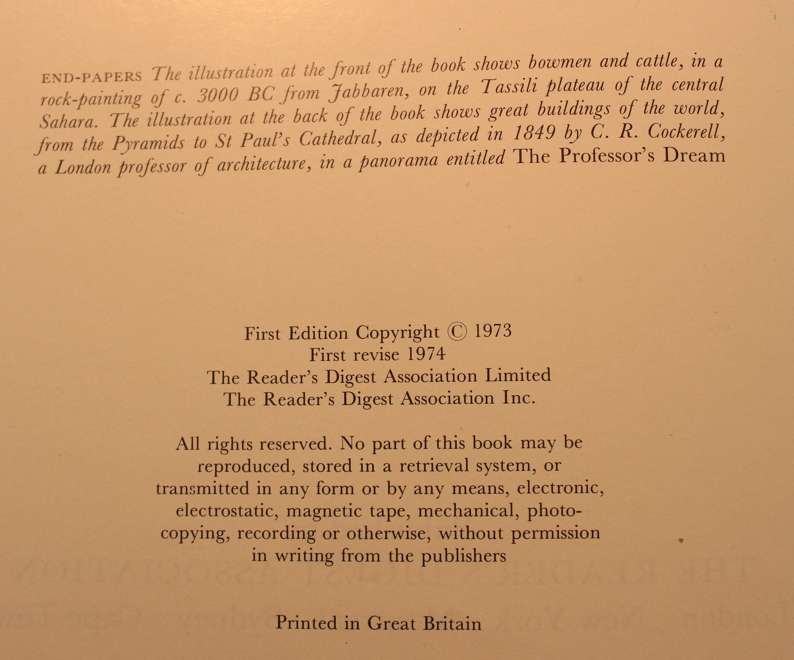 END-PAPERS The illustration at the front of the book shows bowmen and cattle, in a
rock-painting of c. 3000 BC from Jabbaren, on the Tassili plateau of the central
Sahara. The illustration at the back of the book shows great buildings of the world,
from the Pyramids to St Paul's Cathedral, as depicted in 1849 by C. R. Cockerell,
a London professor of architecture, in a panorama entitled The Professor's Dream
First Edition Copyright © 1973
First revise 1974
The Reader's Digest Association Limited
The Reader's Digest Association Inc.
All rights reserved. No part of this book may be
reproduced, stored in a retrieval system, or
transmitted in any form or by any means, electronic,
electrostatic, magnetic tape, mechanical, photo-
copying, recording or otherwise, without permission
in writing from the publishers
Printed in Great Britain